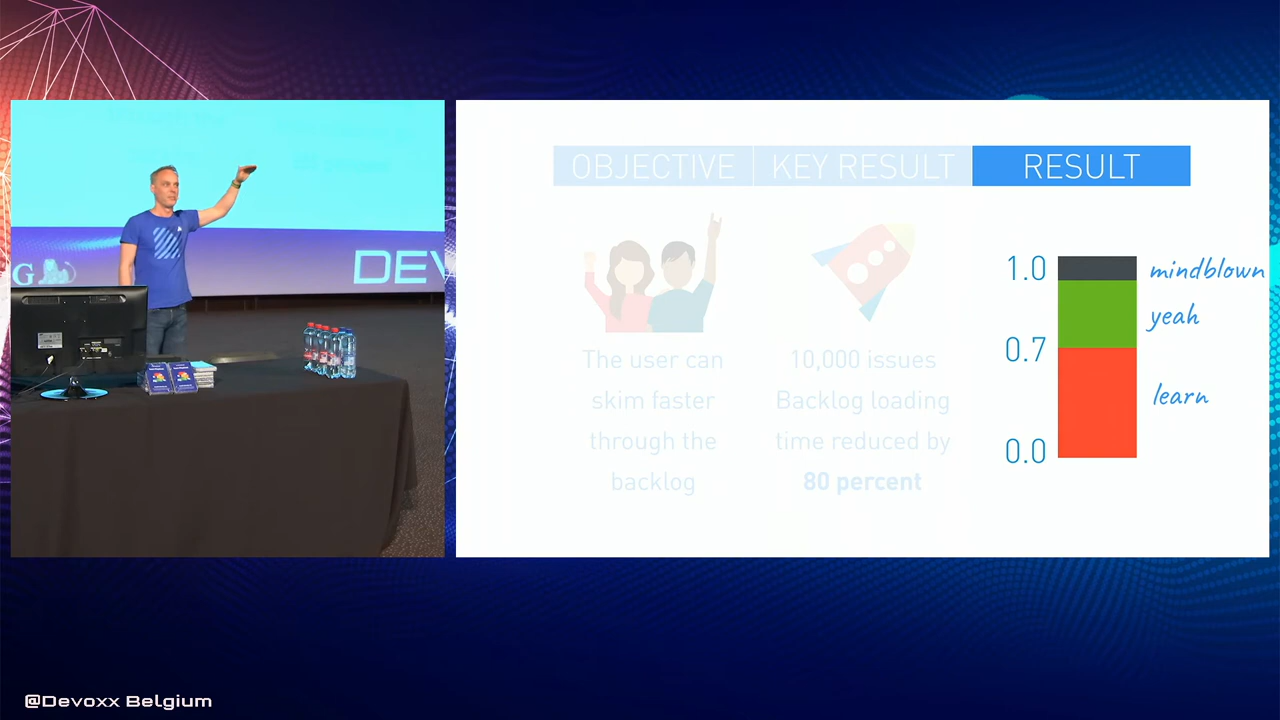 OBJECTIVE KEY RESULT RESULT
The user can
skim faster
through the
backlog
10,000 issues
Backlog loading
time reduced by
80 percent
1.0 mindblown
yeah
0.7
learn
0.0
G
DEV
@Devoxx Belgium